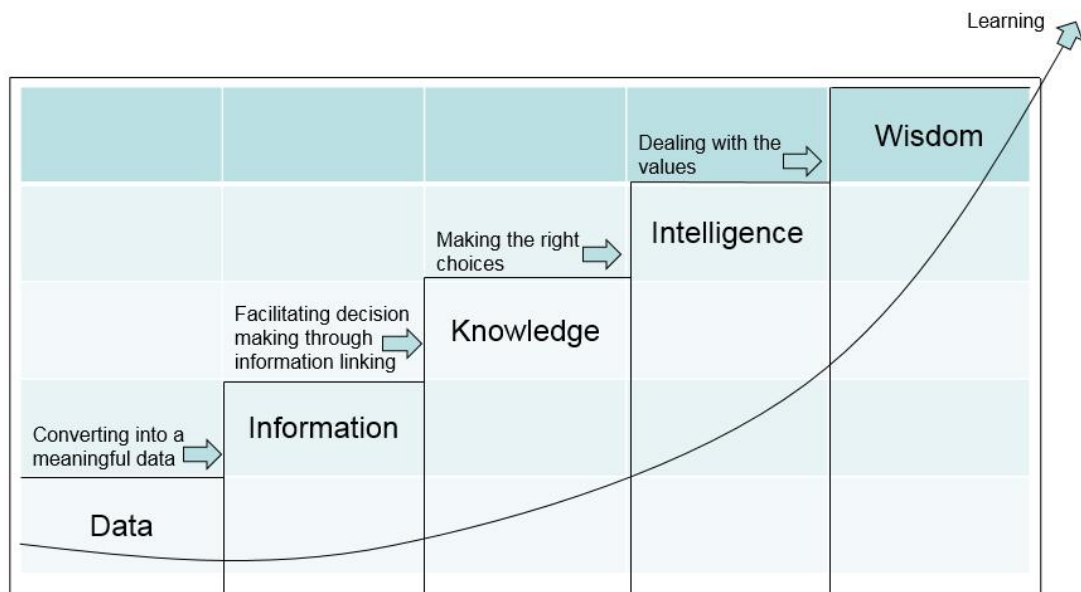 Learning
Wisdom
Dealing with the
values
Intelligence
Making the right
choices
Knowledge
Facilitating decision
making through
information linking
Information
Converting into a
meaningful data
Data